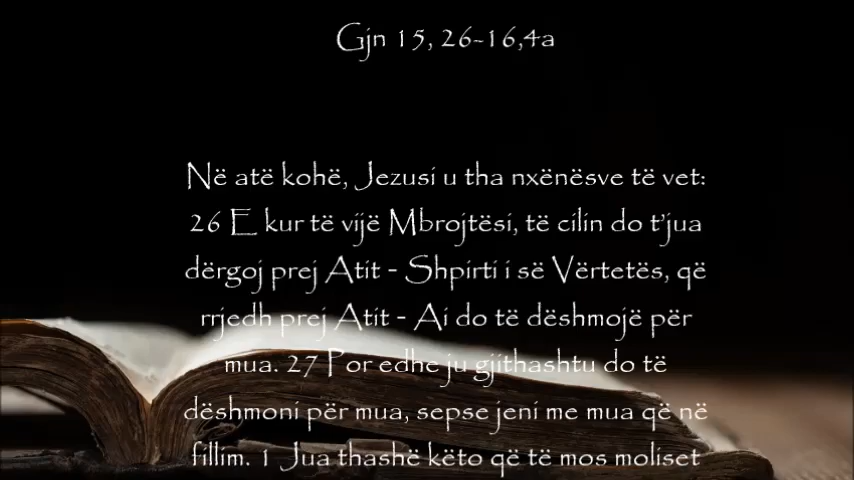 Gjn 15, 26-16,4a
Në atë kohë, Jezusi u tha nxënësve të vet:
26 E kur të vijë Mbrojtësi, të cilin do t'jua
dërgoj prej Atit - Shpirti i së Vërtetës, që
rrjedh prej Atit - Ai do të dëshmojë për
mua. 27 Por edhe ju gjithashtu do të
dëshmoni për mua, sepse jeni me mua që në
fillim. 1 Jua thashë këto që të mos moliset